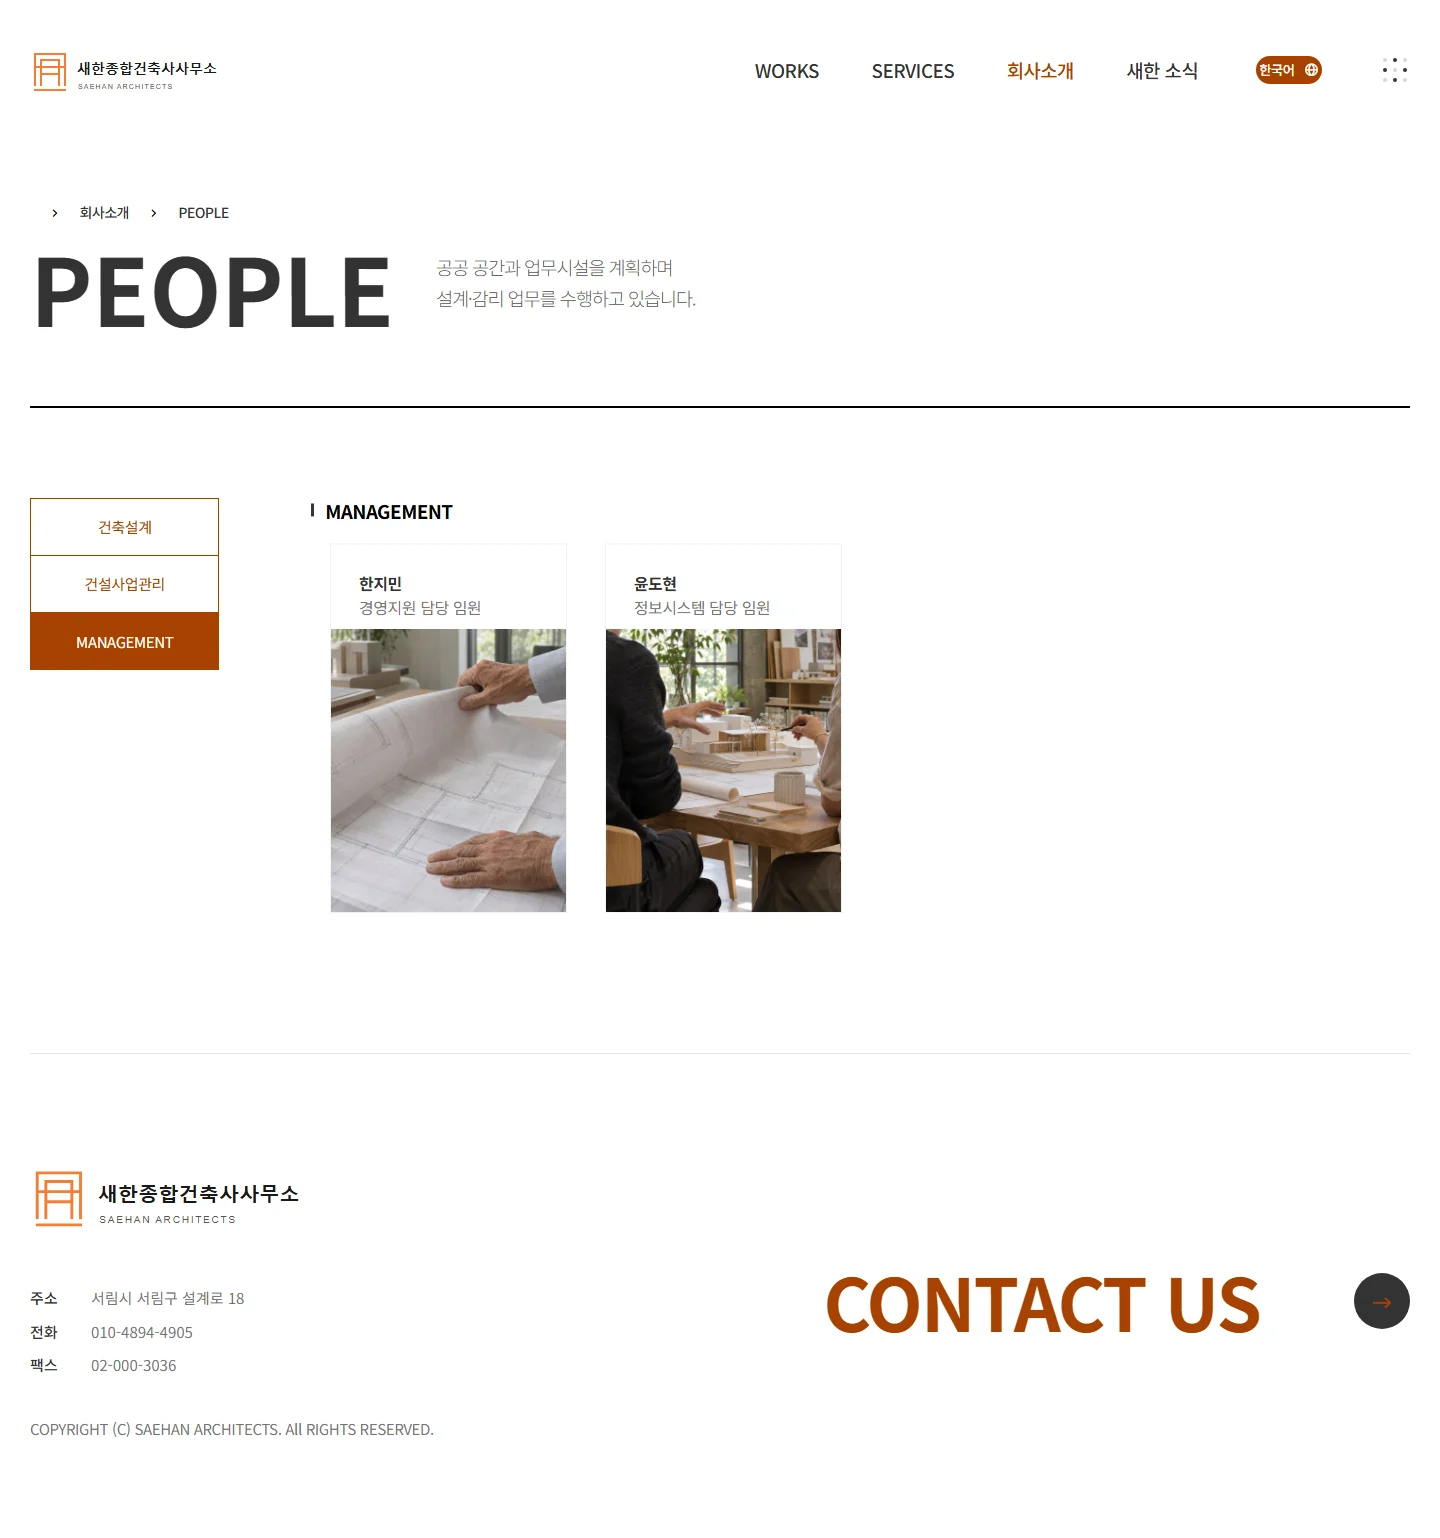 새한종합건축사사무소
SAEHAN ARCHITECTS
WORKS
SERVICES
회사소개
새한 소식
한국어
회사소개
PEOPLE
PEOPLE
공공 공간과 업무시설을 계획하며
설계·감리 업무를 수행하고 있습니다.
건축설계
건설사업관리
MANAGEMENT
MANAGEMENT
한지민
경영지원 담당 임원
윤도현
정보시스템 담당 임원
새한종합건축사사무소
SAEHAN ARCHITECTS
주소 서림시 서림구 설계로 18
전화 010-4894-4905
팩스 02-000-3036
CONTACT US
COPYRIGHT (C) SAEHAN ARCHITECTS. All RIGHTS RESERVED.